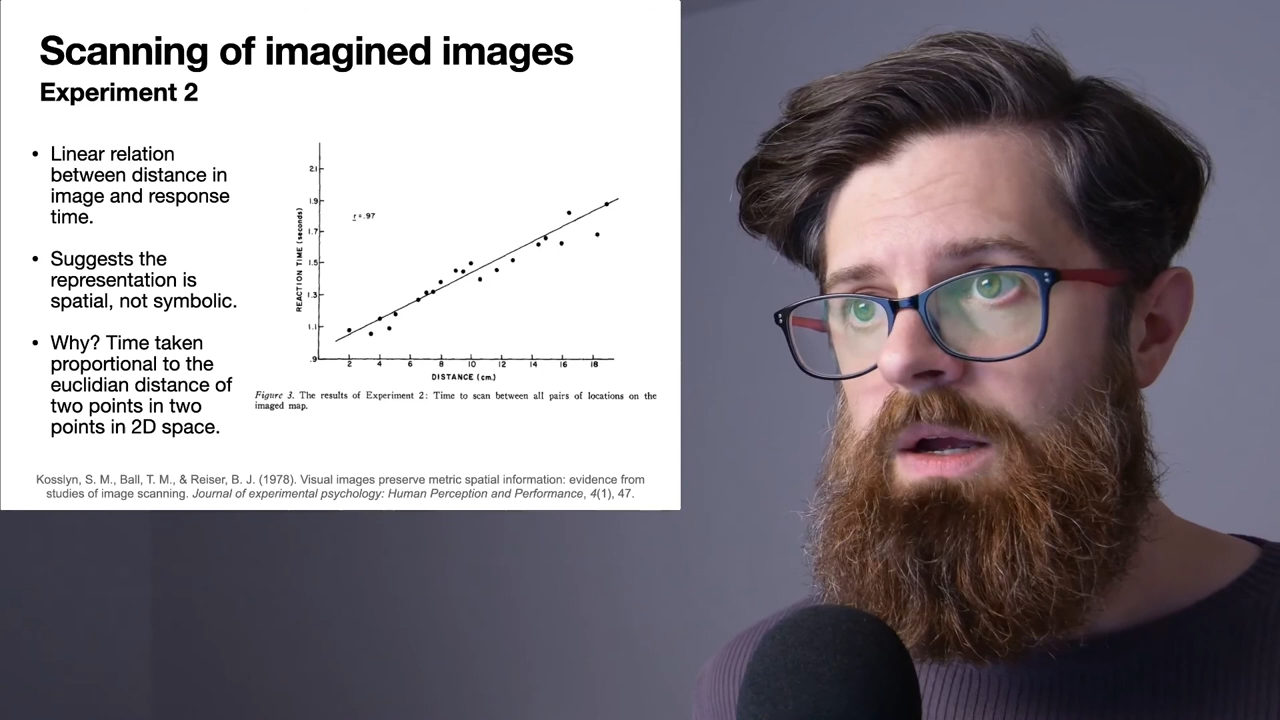 Scanning of imagined images
Experiment 2
• Linear relation
between distance in
image and response
time.
• Suggests the
representation is
spatial, not symbolic.
• Why? Time taken
proportional to the
euclidian distance of
two points in two
points in 2D space.
2.1
1.9
1.7
1.5
1.3
1.1
.9
REACTION TIME (seconds)
r = .97
2 4 6 8 10 12 14 16 18
DISTANCE (cm.)
Figure 3. The results of Experiment 2: Time to scan between all pairs of locations on the
imaged map.
Kosslyn, S. M., Ball, T. M., & Reiser, B. J. (1978). Visual images preserve metric spatial information: evidence from
studies of image scanning. Journal of experimental psychology: Human Perception and Performance, 4(1), 47.